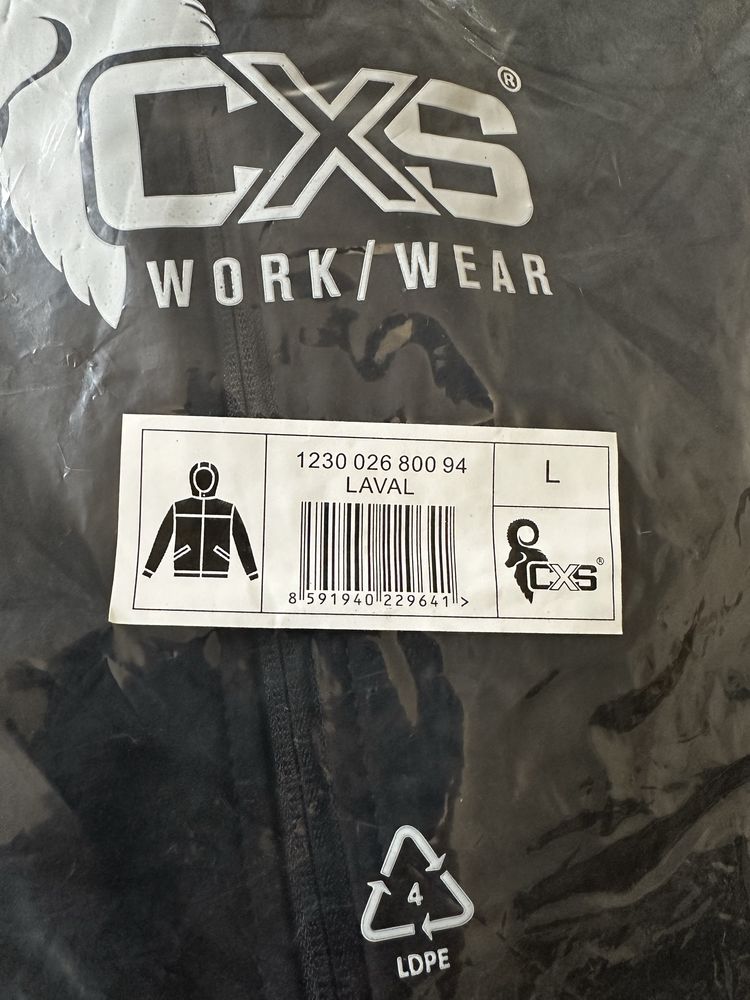 CXS®
WORK/WEAR
1230 026 800 94
LAVAL
L
8 591940 229641 >
CXS®
4
LDPE